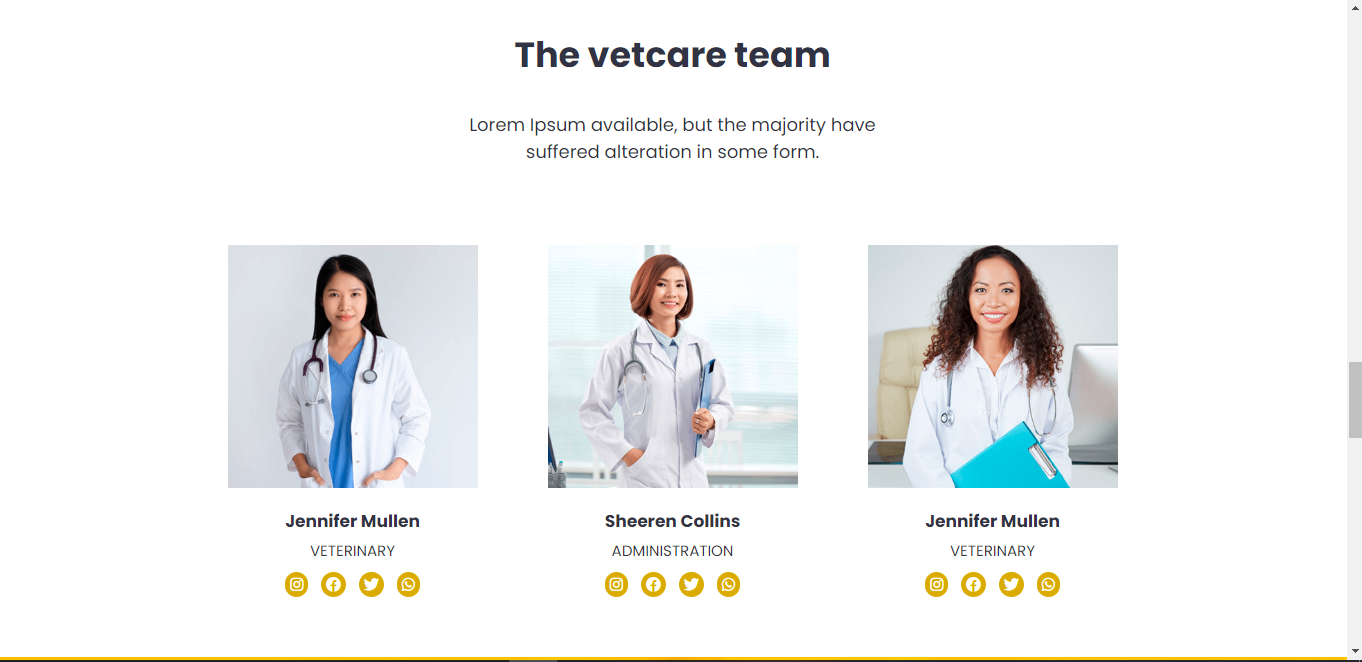 The vetcare team
Lorem Ipsum available, but the majority have
suffered alteration in some form.
Jennifer Mullen
Sheeren Collins
Jennifer Mullen
VETERINARY
ADMINISTRATION
VETERINARY